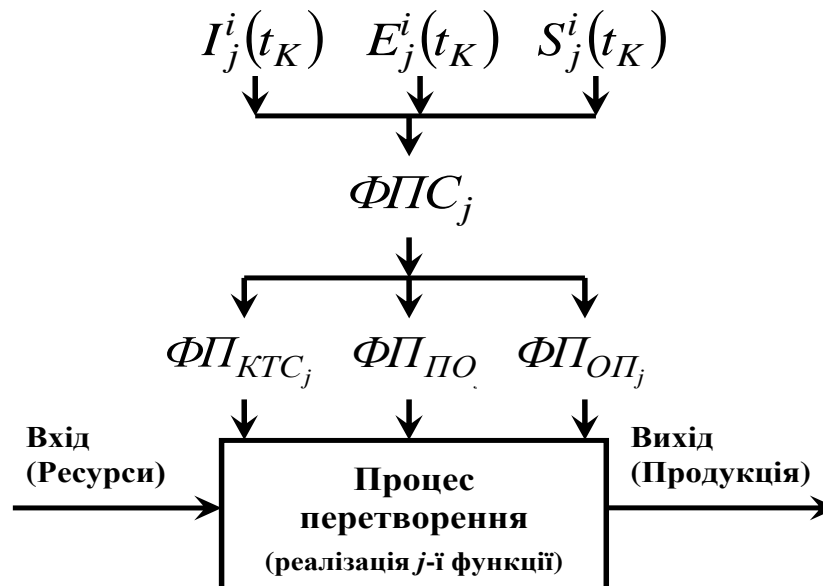 I_j^i(t_K) E_j^i(t_K) S_j^i(t_K)
ФПС_j
ФП_{КТС_j} ФП_{ПО} ФП_{ОП_j}
Вхід
(Ресурси)
Вихід
(Продукція)
Процес
перетворення
(реалізація j-ї функції)